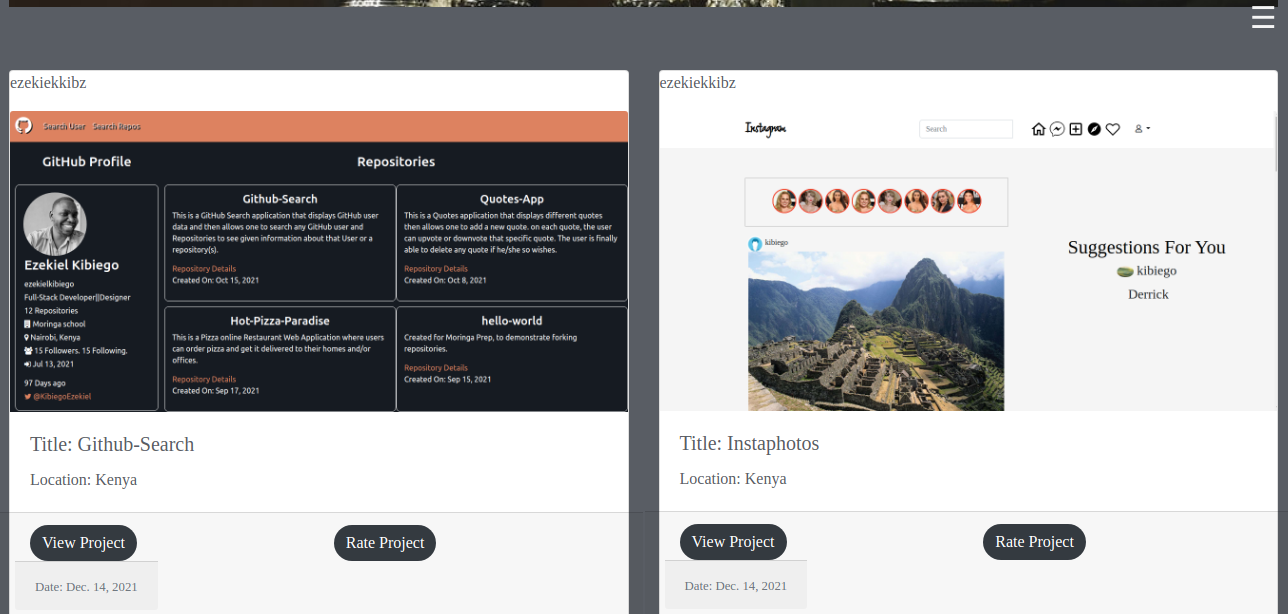 ezekiekkibz
Search User Search Repos
GitHub Profile
Repositories
Ezekiel Kibiego
ezekielkibiego
Full-Stack Developer||Designer
12 Repositories
Moringa school
Nairobi, Kenya
15 Followers. 15 Following.
Jul 13, 2021
97 Days ago
@KibiegoEzekiel
Github-Search
This is a GitHub Search application that displays GitHub user
data and then allows one to search any GitHub user and
Repositories to see given information about that User or a
repository(s).
Repository Details
Created On: Oct 15, 2021
Quotes-App
This is a Quotes application that displays different quotes
then allows one to add a new quote. on each quote, the user
can upvote or downvote that specific quote. The user is finally
able to delete any quote if he/she so wishes.
Repository Details
Created On: Oct 8, 2021
Hot-Pizza-Paradise
This is a Pizza online Restaurant Web Application where users
can order pizza and get it delivered to their homes and/or
offices.
Repository Details
Created On: Sep 17, 2021
hello-world
Created for Moringa Prep, to demonstrate forking
repositories.
Repository Details
Created On: Sep 15, 2021
Title: Github-Search
Location: Kenya
View Project
Rate Project
Date: Dec. 14, 2021
ezekiekkibz
Instagram
Search
kibiego
Suggestions For You
kibiego
Derrick
Title: Instaphotos
Location: Kenya
View Project
Rate Project
Date: Dec. 14, 2021